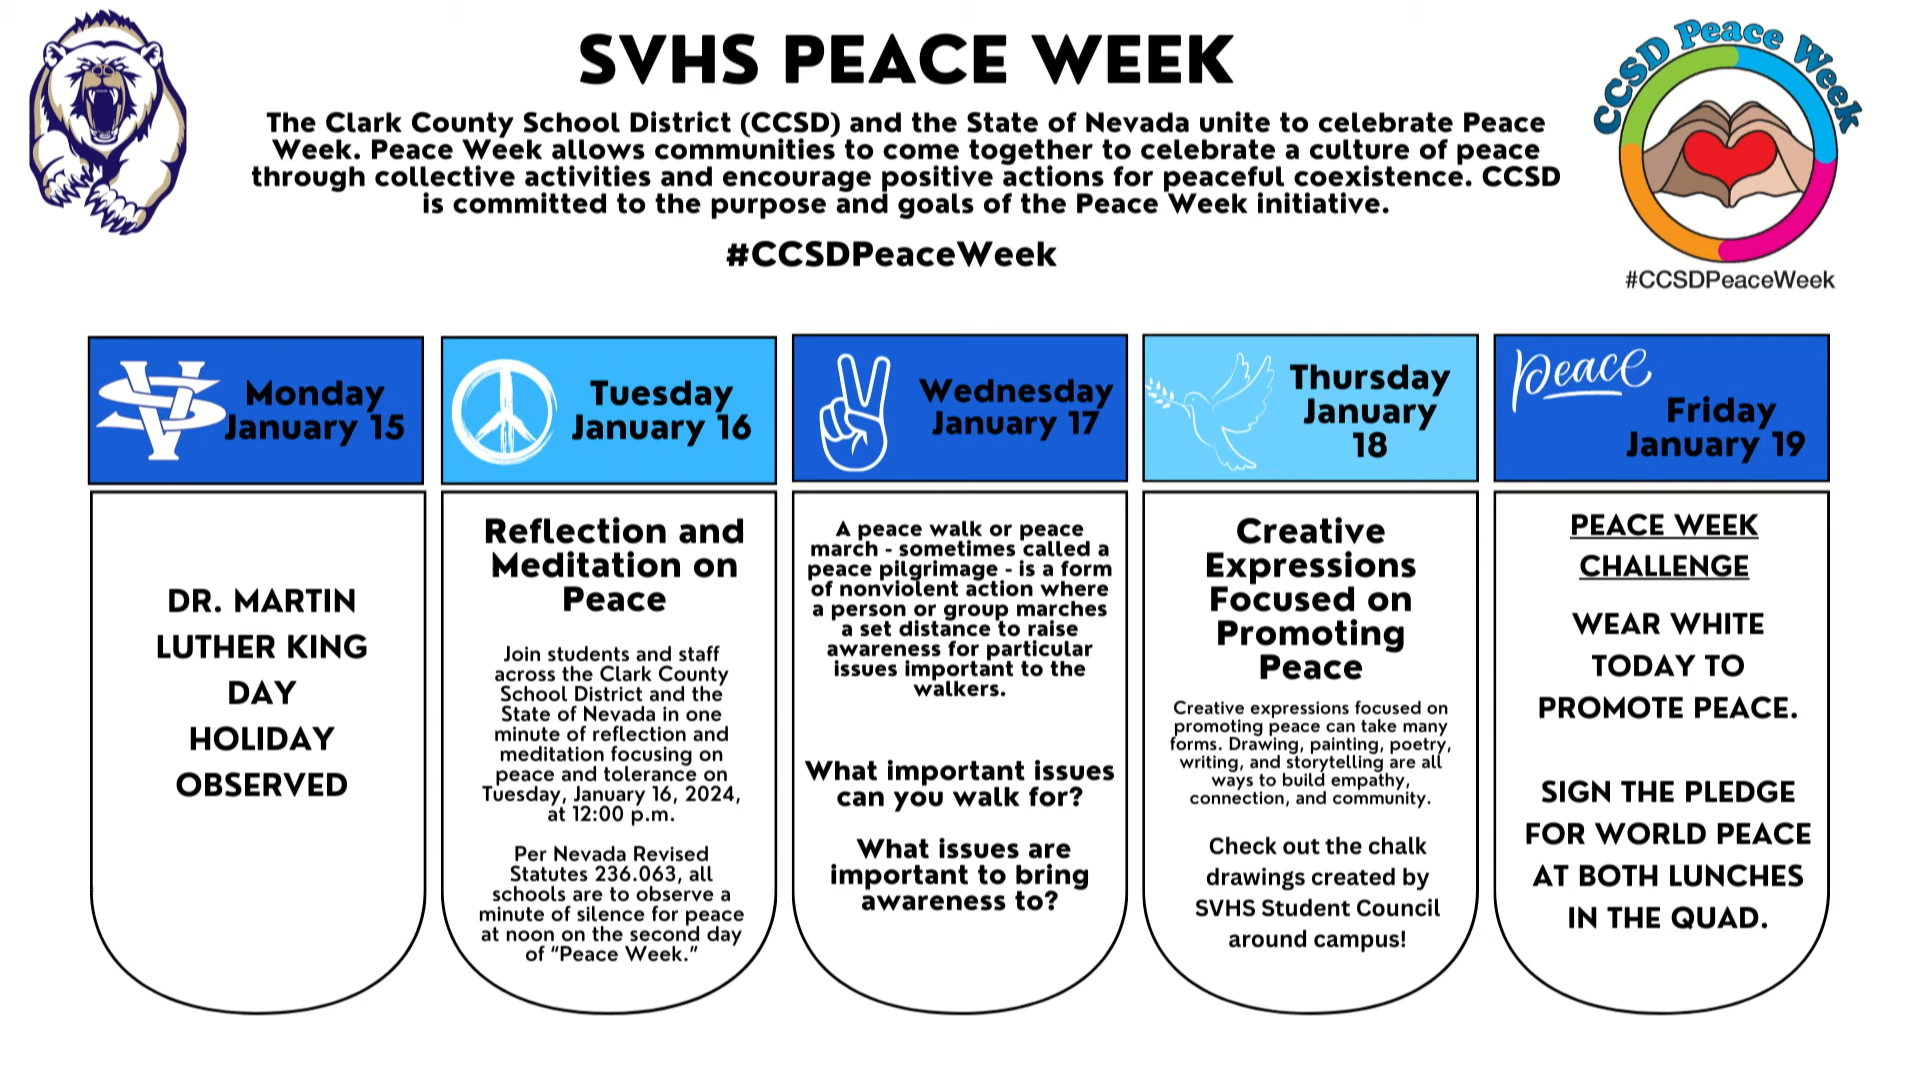 SVHS PEACE WEEK
The Clark County School District (CCSD) and the State of Nevada unite to celebrate Peace
Week. Peace Week allows communities to come together to celebrate a culture of peace
through collective activities and encourage positive actions for peaceful coexistence. CCSD
is committed to the purpose and goals of the Peace Week initiative.
#CCSDPeaceWeek
CCSD Peace Week
#CCSDPeaceWeek
SV
Monday
January 15
DR. MARTIN
LUTHER KING
DAY
HOLIDAY
OBSERVED
Tuesday
January 16
Reflection and
Meditation on
Peace
Join students and staff
across the Clark County
School District and the
State of Nevada in one
minute of reflection and
meditation focusing on
peace and tolerance on
Tuesday, January 16, 2024,
at 12:00 p.m.
Per Nevada Revised
Statutes 236.063, all
schools are to observe a
minute of silence for peace
at noon on the second day
of “Peace Week.”
Wednesday
January 17
A peace walk or peace
march - sometimes called a
peace pilgrimage - is a form
of nonviolent action where
a person or group marches
a set distance to raise
awareness for particular
issues important to the
walkers.
What important issues
can you walk for?
What issues are
important to bring
awareness to?
Thursday
January
18
Creative
Expressions
Focused on
Promoting
Peace
Creative expressions focused on
promoting peace can take many
forms. Drawing, painting, poetry,
writing, and storytelling are all
ways to build empathy,
connection, and community.
Check out the chalk
drawings created by
SVHS Student Council
around campus!
peace
Friday
January 19
PEACE WEEK
CHALLENGE
WEAR WHITE
TODAY TO
PROMOTE PEACE.
SIGN THE PLEDGE
FOR WORLD PEACE
AT BOTH LUNCHES
IN THE QUAD.